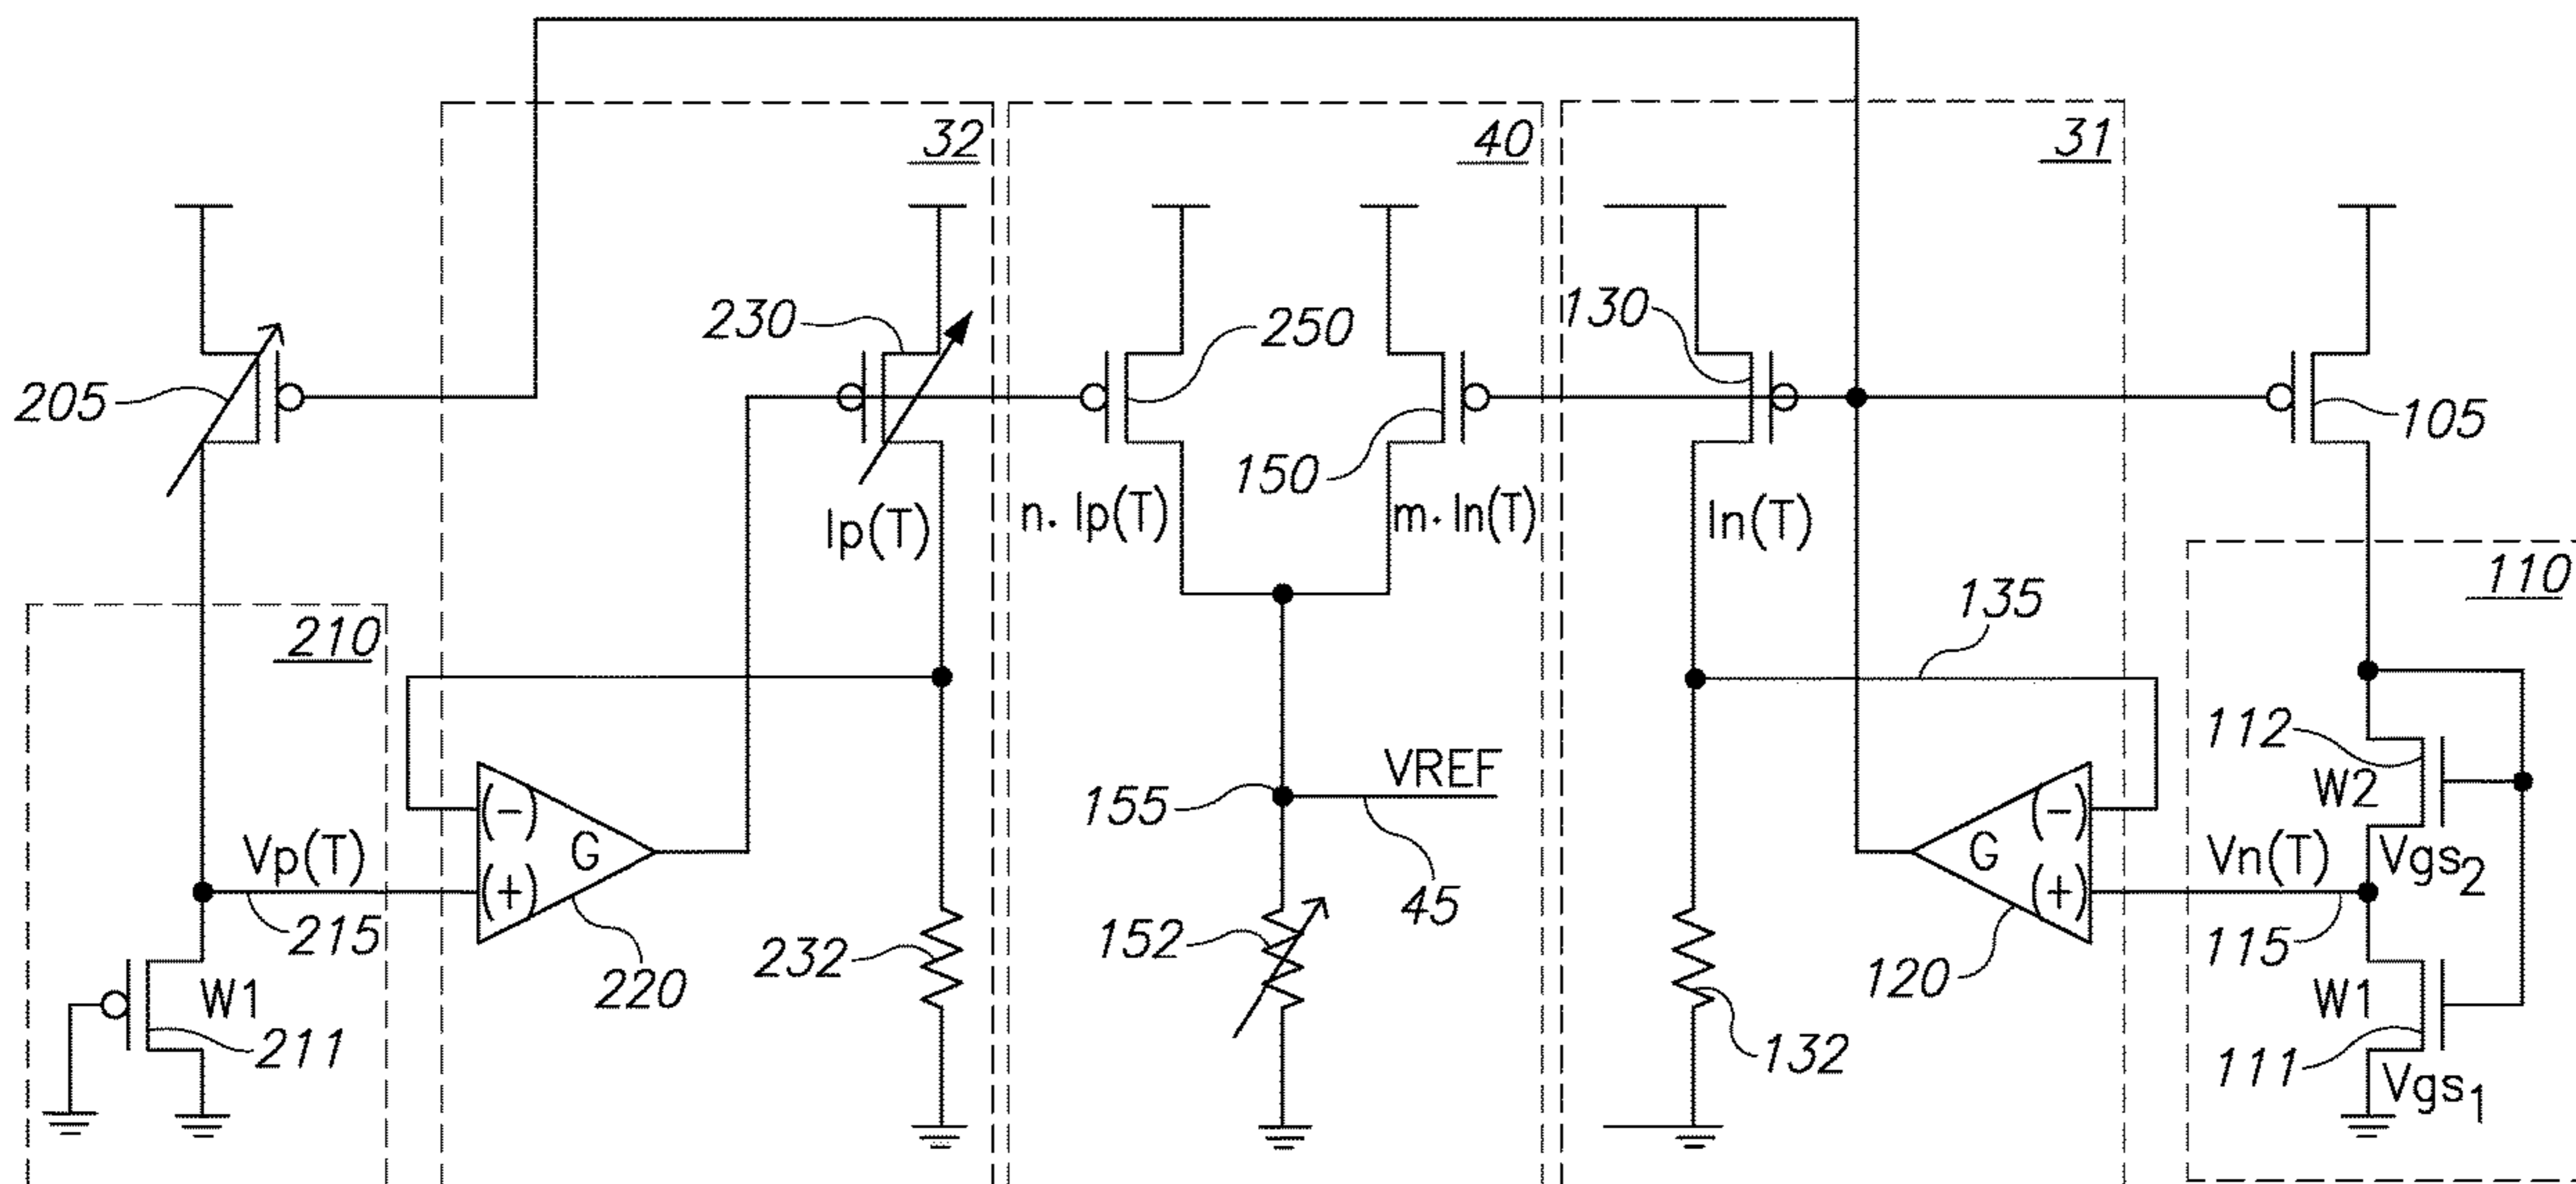 32
40
31
230
250
130
205
105
150
Ip(T)
n. Ip(T)
m. In(T)
In(T)
110
135
210
112
W2
VREF
155
Vgs2
Vn(T)
(-)
(-)
Vp(T)
G
G
(+)
(+)
45
215
152
115
232
220
120
W1
W1
211
132
111
Vgs1